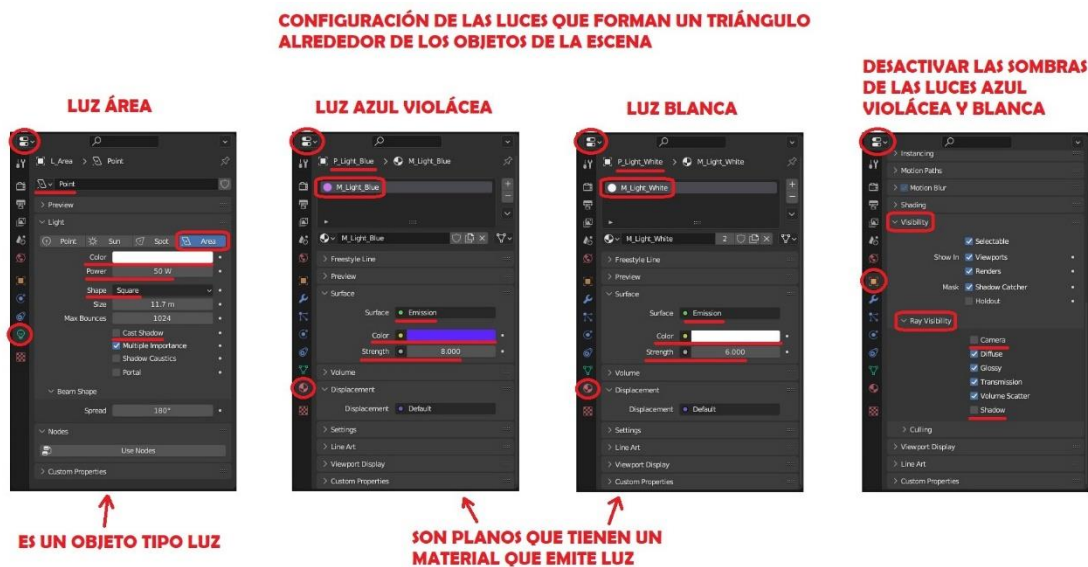 CONFIGURACIÓN DE LAS LUCES QUE FORMAN UN TRIÁNGULO
ALREDEDOR DE LOS OBJETOS DE LA ESCENA
LUZ ÁREA
L_Area > Point
Point
Preview
Light
Point Sun Spot Area
Color
Power 50 W
Shape Square
Size 11.7 m
Max Bounces 1024
Cast Shadow
Multiple Importance
Shadow Caustics
Portal
Beam Shape
Spread 180°
Nodes
Use Nodes
Custom Properties
ES UN OBJETO TIPO LUZ
LUZ AZUL VIOLÁCEA
P_Light_Blue > M_Light_Blue
M_Light_Blue
M_Light_Blue
Freestyle Line
Preview
Surface
Surface Emission
Color
Strength 8.000
Volume
Displacement
Displacement Default
Settings
Line Art
Viewport Display
Custom Properties
LUZ BLANCA
P_Light_White > M_Light_White
M_Light_White
M_Light_White 2
Freestyle Line
Preview
Surface
Surface Emission
Color
Strength 6.000
Volume
Displacement
Displacement Default
Settings
Line Art
Viewport Display
Custom Properties
SON PLANOS QUE TIENEN UN
MATERIAL QUE EMITE LUZ
DESACTIVAR LAS SOMBRAS
DE LAS LUCES AZUL
VIOLÁCEA Y BLANCA
Instancing
Motion Paths
Motion Blur
Shading
Visibility
Selectable
Show In Viewports
Renders
Mask Shadow Catcher
Holdout
Ray Visibility
Camera
Diffuse
Glossy
Transmission
Volume Scatter
Shadow
Culling
Viewport Display
Line Art
Custom Properties